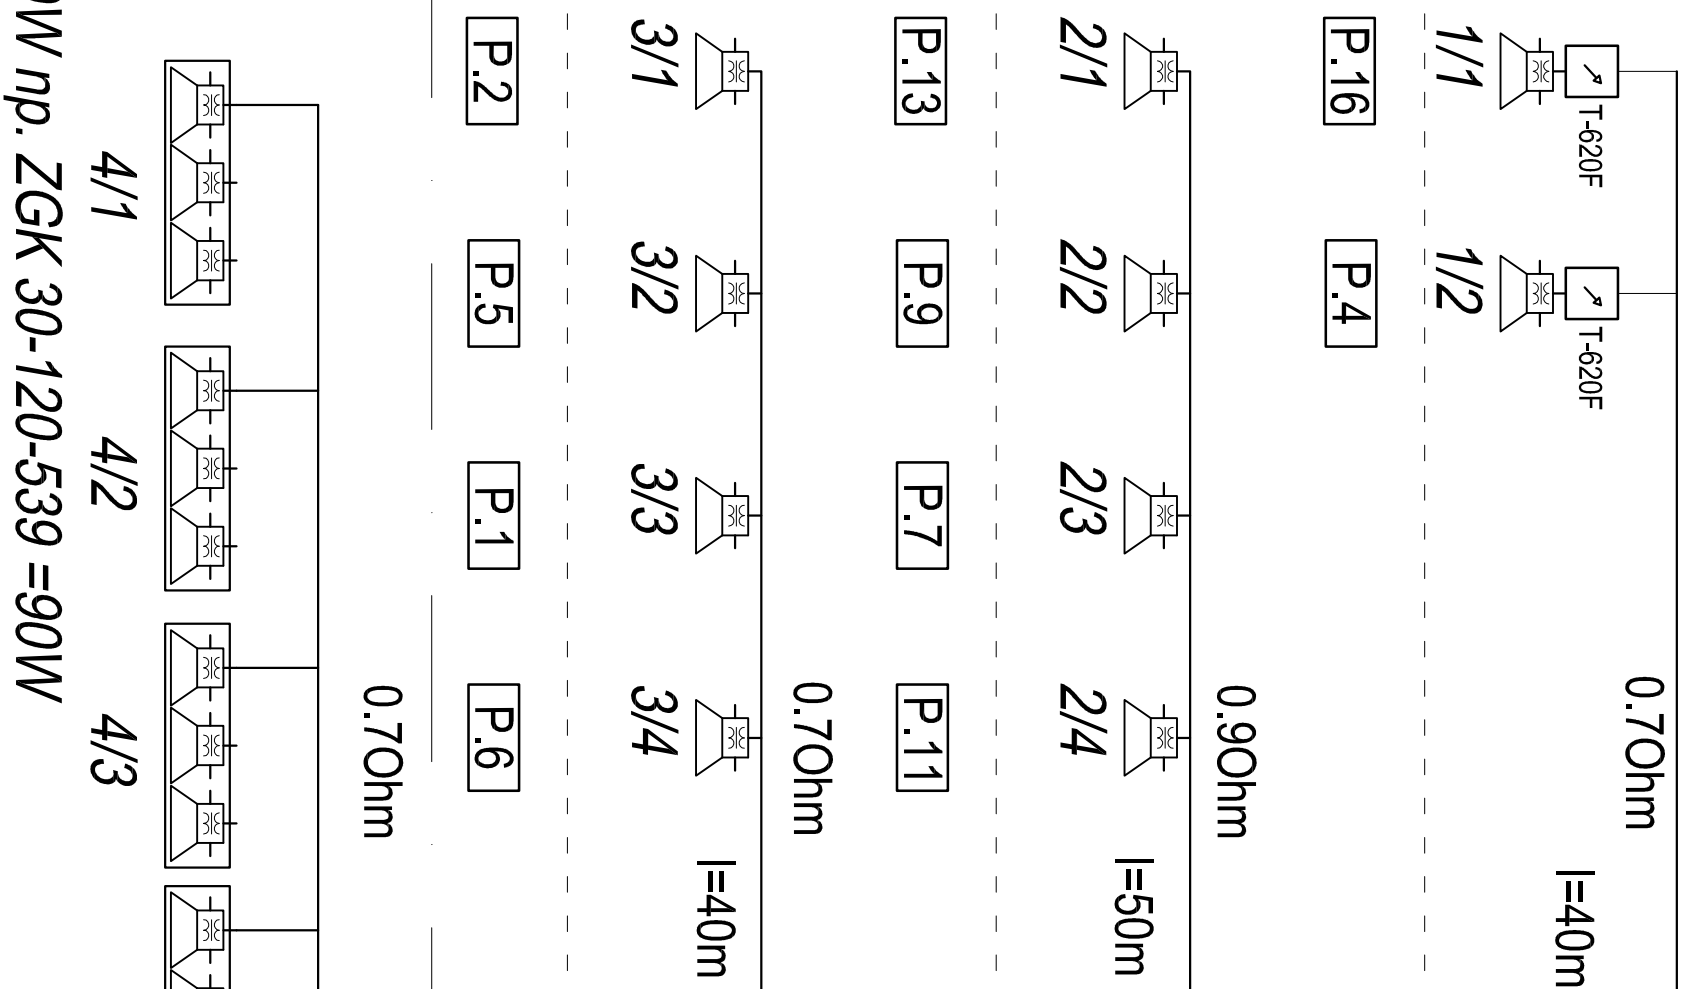 1/1
T-620F
1/2
T-620F
0.7Ohm
l=40m
P.16
P.4
2/1
2/2
2/3
2/4
0.9Ohm
l=50m
P.13
P.9
P.7
P.11
3/1
3/2
3/3
3/4
0.7Ohm
l=40m
P.2
P.5
P.1
P.6
0.7Ohm
4/1
4/2
4/3
W np. ZGK 30-120-539 =90W